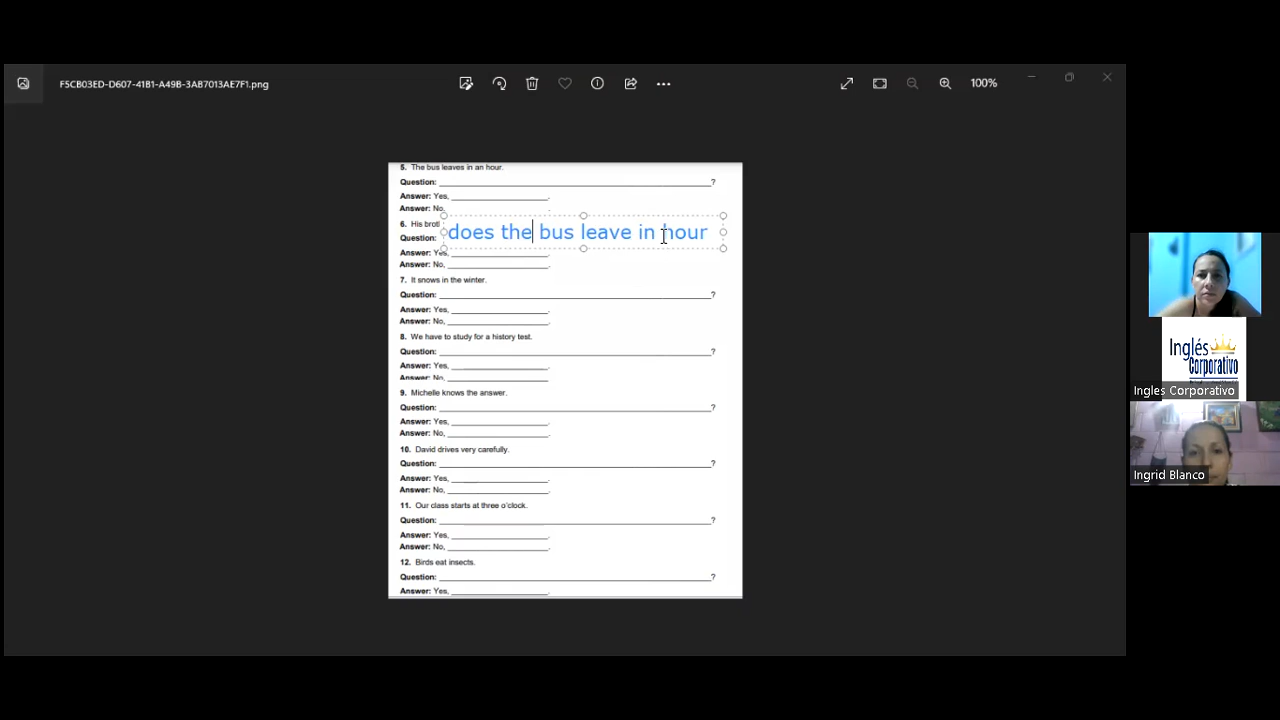 F5CB03ED-D607-41B1-A49B-3AB7013AE7F1.png
100%
5. The bus leaves in an hour.
Question: ?
Answer: Yes, .
Answer: No, .
6. His brot
does the bus leave in hour
Question:
Answer: Yes, .
Answer: No, .
7. It snows in the winter.
Question: ?
Answer: Yes, .
Answer: No, .
8. We have to study for a history test.
Question: ?
Answer: Yes, .
Answer: No,
9. Michelle knows the answer.
Question: ?
Answer: Yes, .
Answer: No, .
10. David drives very carefully.
Question: ?
Answer: Yes, .
Answer: No, .
11. Our class starts at three o'clock.
Question: ?
Answer: Yes, .
Answer: No, .
12. Birds eat insects.
Question: ?
Answer: Yes, .
Inglés
Corporativo
Ingles Corporativo
Ingrid Blanco